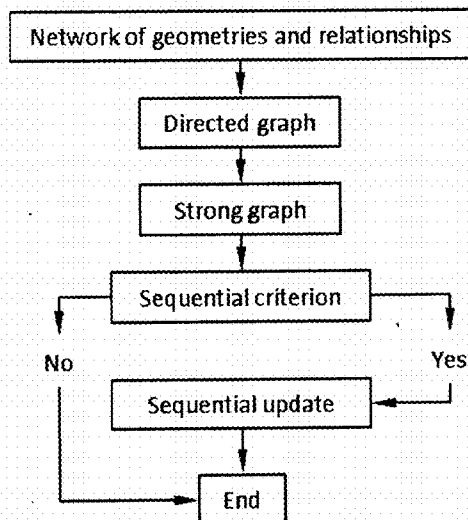 Network of geometries and relationships
Directed graph
Strong graph
Sequential criterion
No
Yes
Sequential update
End